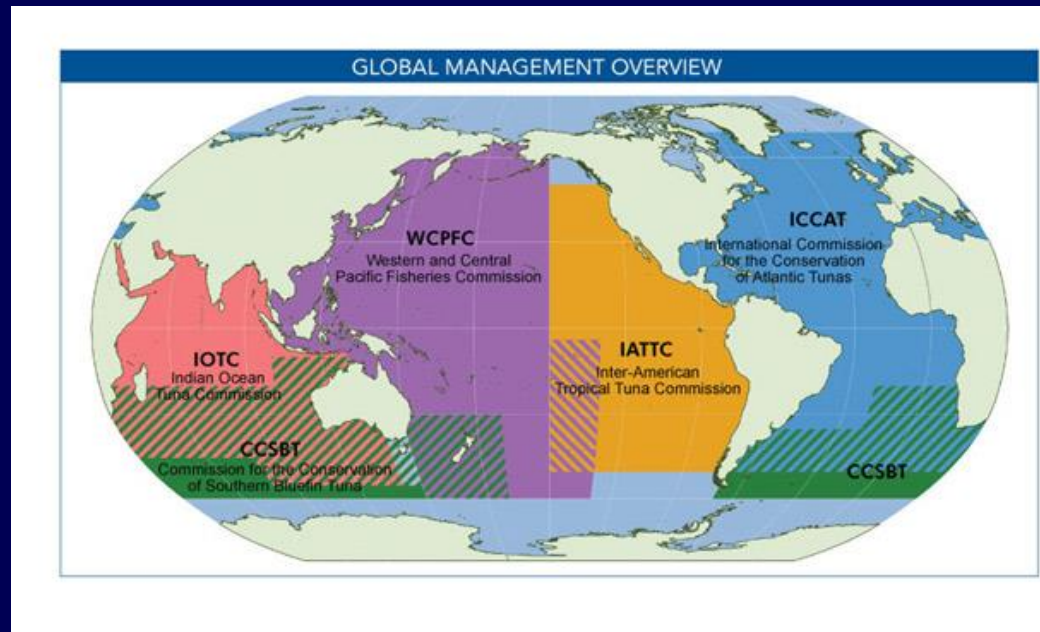 GLOBAL MANAGEMENT OVERVIEW
WCPFC
Western and Central
Pacific Fisheries Commission
ICCAT
International Commission
for the Conservation
of Atlantic Tunas
IOTC
Indian Ocean
Tuna Commission
IATTC
Inter-American
Tropical Tuna Commission
CCSBT
Commission for the Conservation
of Southern Bluefin Tuna
CCSBT